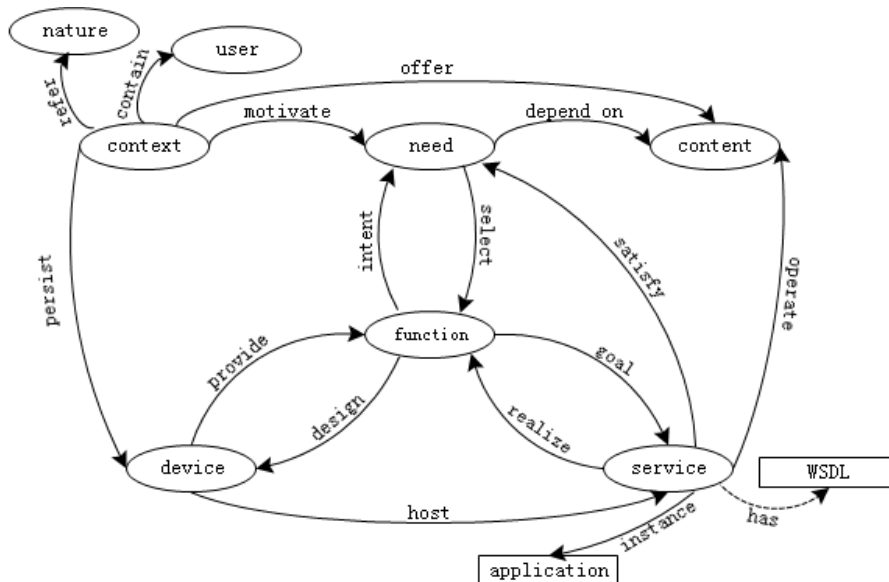 nature
user
refer
contain
offer
motivate
depend on
context
need
content
persist
intent
select
satisfy
operate
function
provide
design
goal
realize
device
service
WSDL
host
has
instance
application